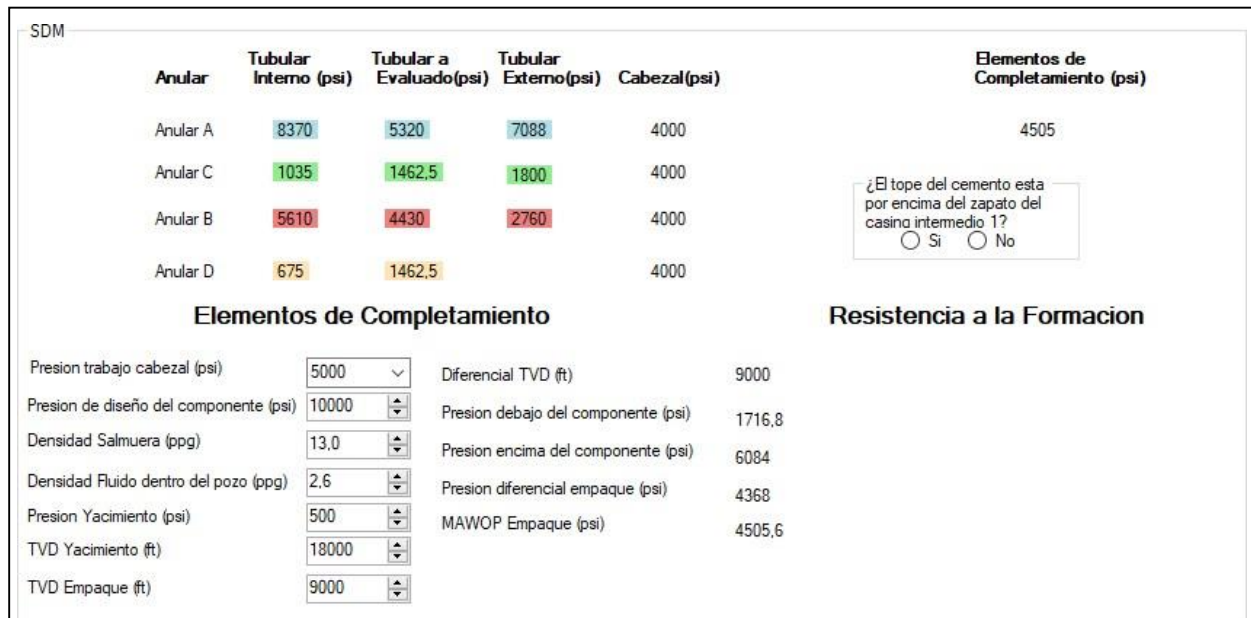 SDM
Anular Tubular Interno (psi) Tubular a Evaluado(psi) Tubular Externo(psi) Cabezal(psi) Elementos de Completamiento (psi)
Anular A 8370 5320 7088 4000 4505
Anular C 1035 1462,5 1800 4000
Anular B 5610 4430 2760 4000
Anular D 675 1462,5 4000
¿El tope del cemento esta
por encima del zapato del
casing intermedio 1?
Si No
Elementos de Completamiento
Resistencia a la Formacion
Presion trabajo cabezal (psi) 5000
Presion de diseño del componente (psi) 10000
Densidad Salmuera (ppg) 13,0
Densidad Fluido dentro del pozo (ppg) 2,6
Presion Yacimiento (psi) 500
TVD Yacimiento (ft) 18000
TVD Empaque (ft) 9000
Diferencial TVD (ft) 9000
Presion debajo del componente (psi) 1716,8
Presion encima del componente (psi) 6084
Presion diferencial empaque (psi) 4368
MAWOP Empaque (psi) 4505,6